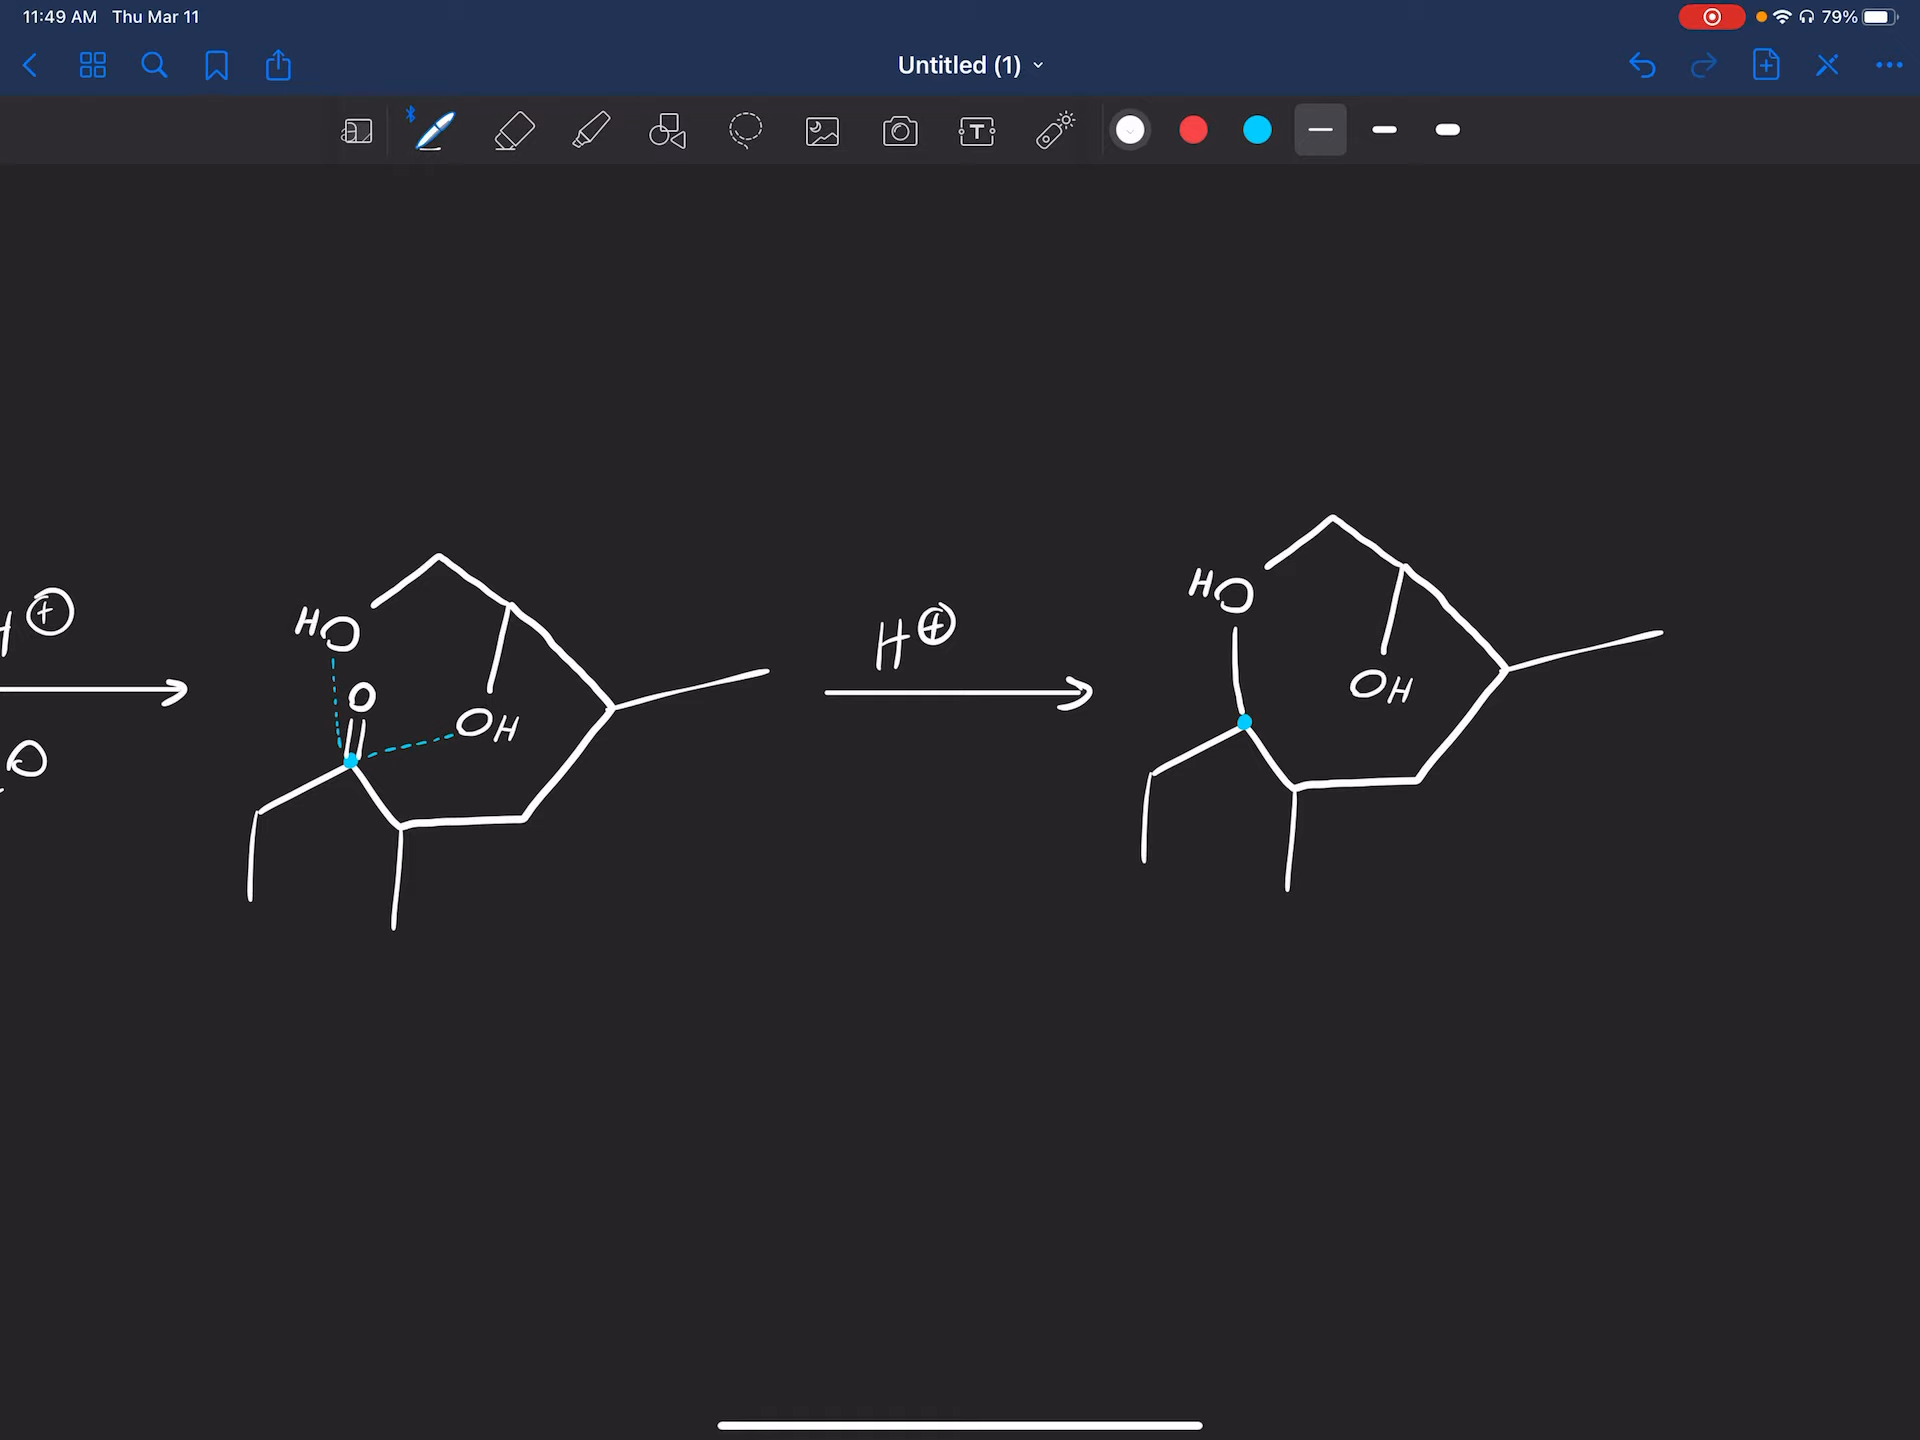 11:49 AM Thu Mar 11
79%
Untitled (1)
T
HO
O
OH
H⊕
HO
OH
H⊕
O